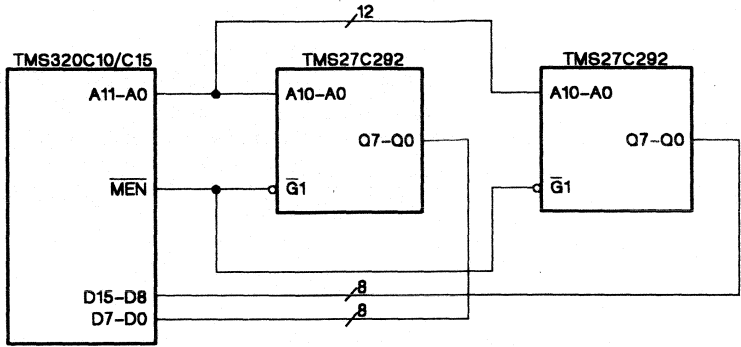 12
TMS320C10/C15
TMS27C292
TMS27C292
A11-A0
A10-A0
A10-A0
Q7-Q0
Q7-Q0
MEN
G1
G1
D15-D8
8
D7-D0
8